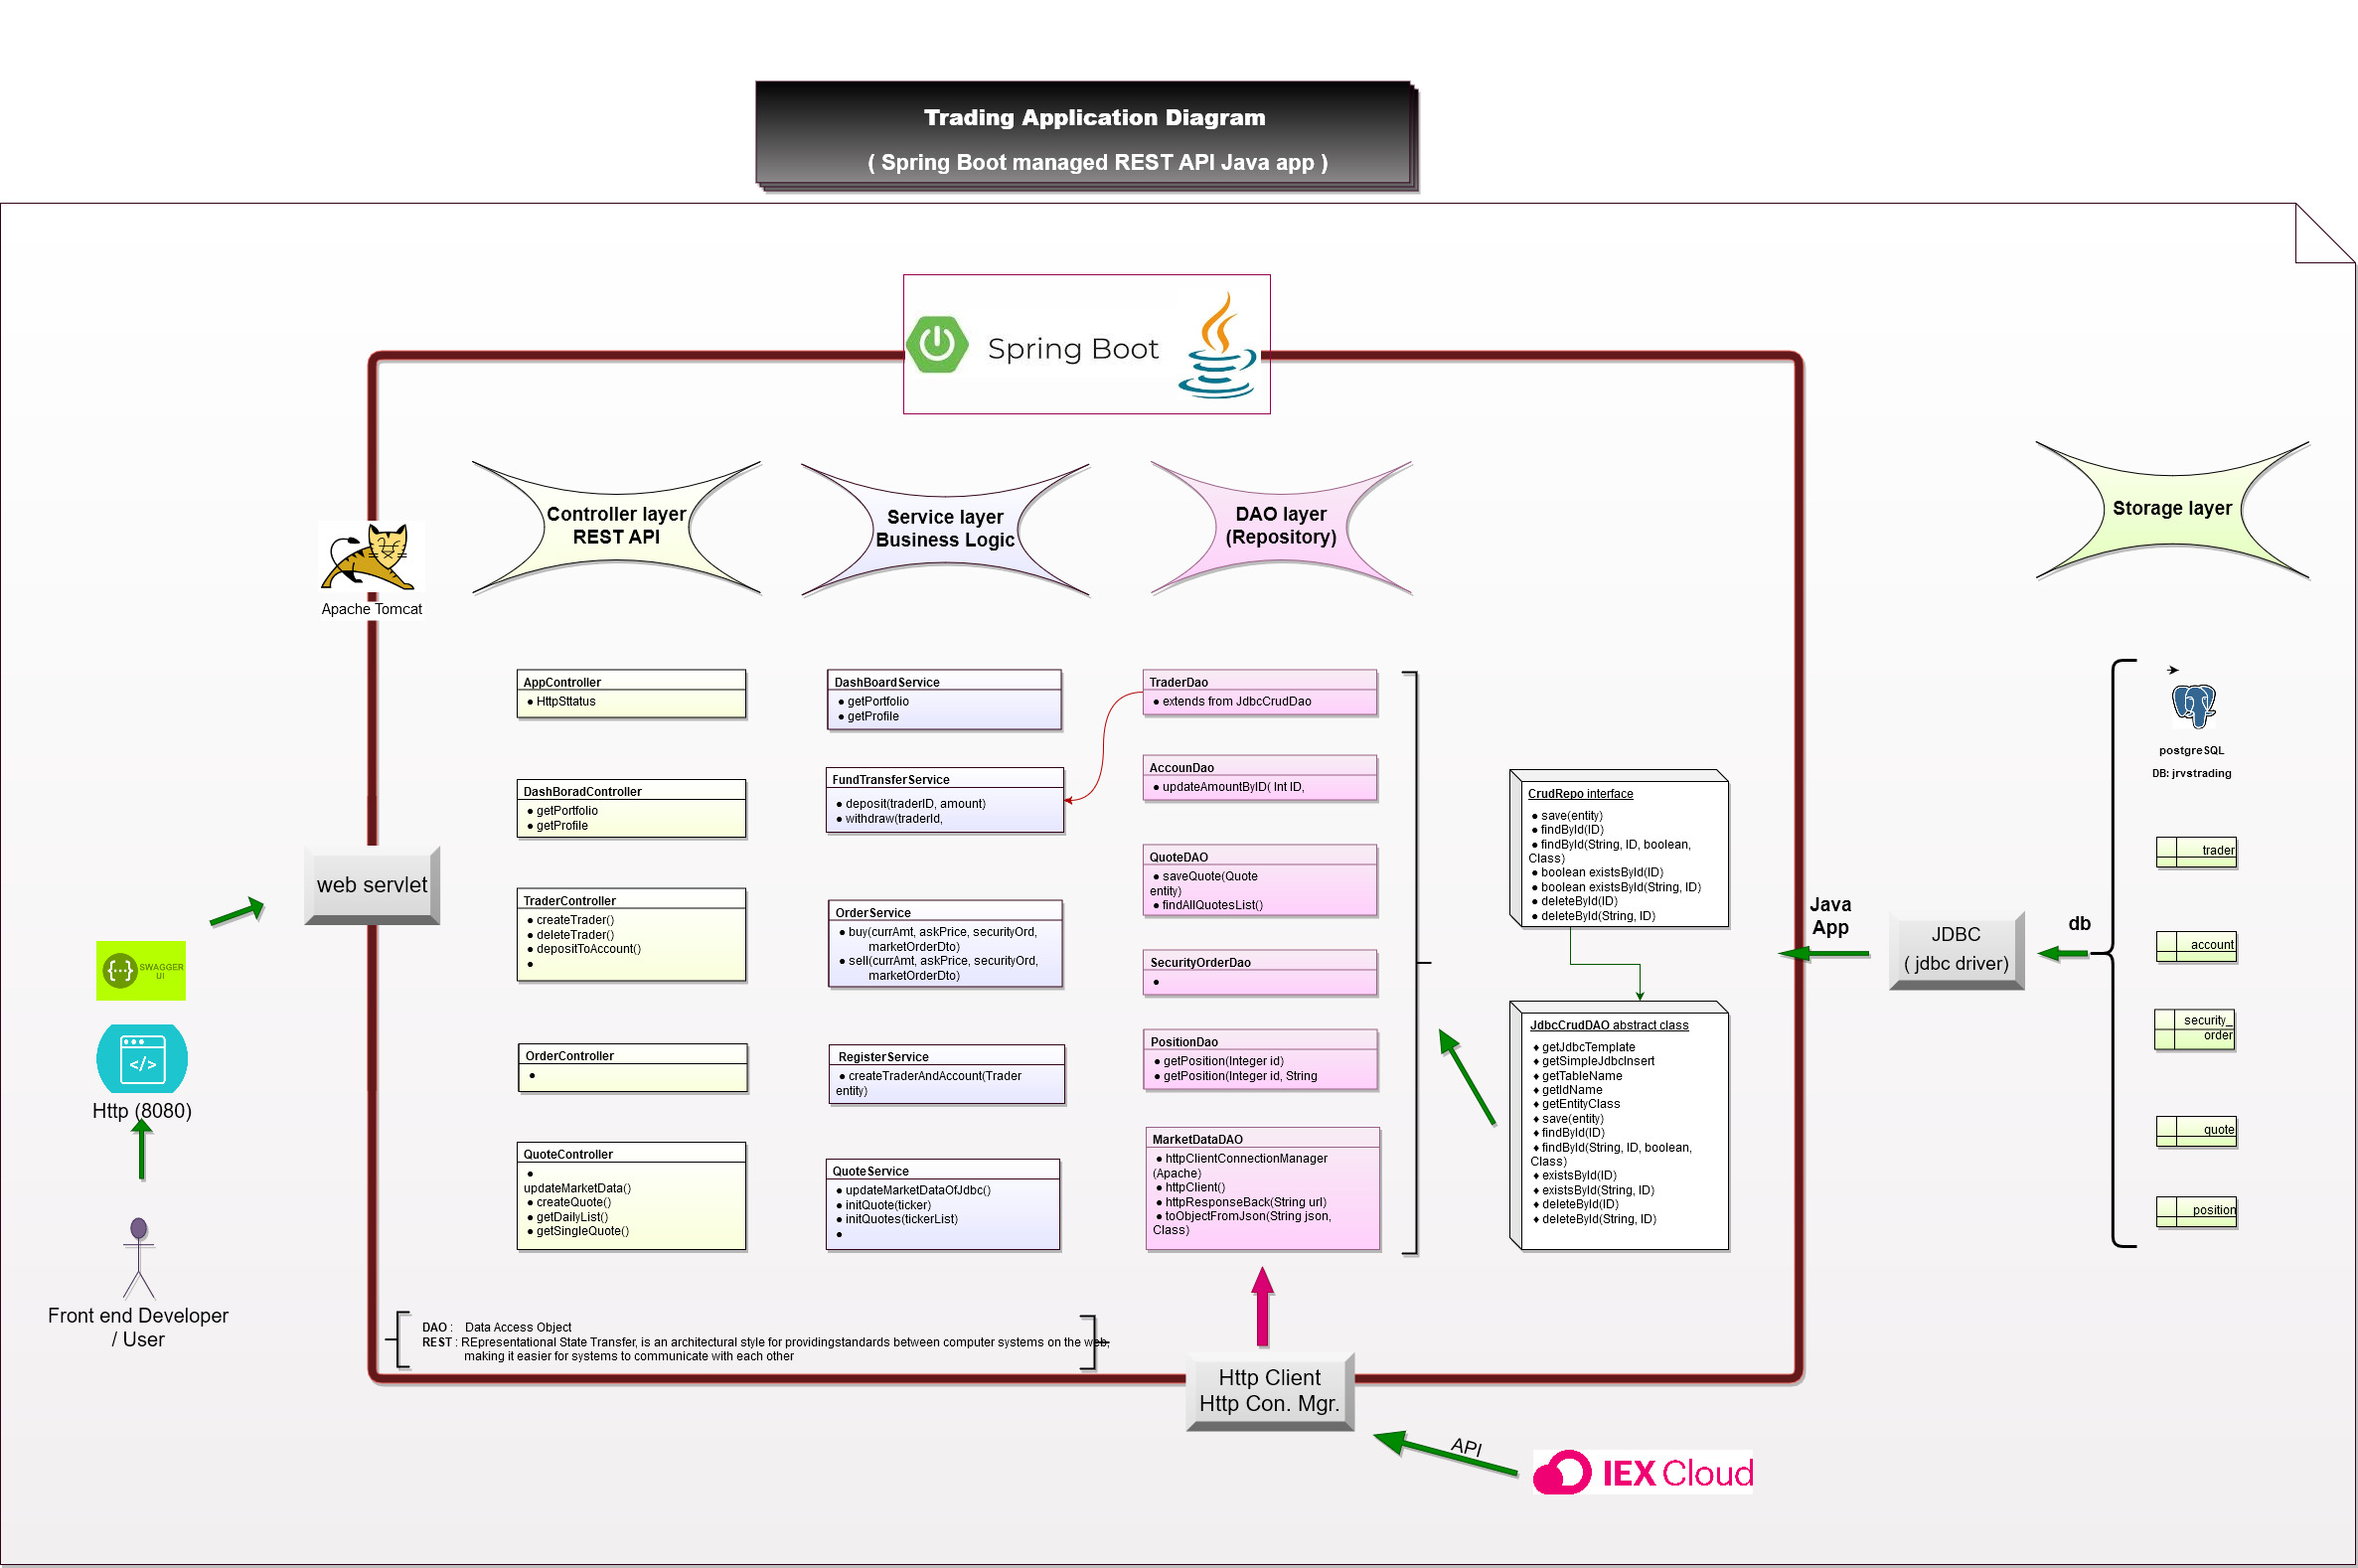 Trading Application Diagram
( Spring Boot managed REST API Java app )
Spring Boot
Controller layer
REST API
Service layer
Business Logic
DAO layer
(Repository)
Storage layer
Apache Tomcat
AppController
● HttpSttatus
DashBoradController
● getPortfolio
● getProfile
TraderController
● createTrader()
● deleteTrader()
● depositToAccount()
●
OrderController
●
QuoteController
●
updateMarketData()
● createQuote()
● getDailyList()
● getSingleQuote()
DashBoardService
● getPortfolio
● getProfile
FundTransferService
● deposit(traderID, amount)
● withdraw(traderId,
OrderService
● buy(currAmt, askPrice, securityOrd,
marketOrderDto)
● sell(currAmt, askPrice, securityOrd,
marketOrderDto)
RegisterService
● createTraderAndAccount(Trader
entity)
QuoteService
● updateMarketDataOfJdbc()
● initQuote(ticker)
● initQuotes(tickerList)
●
TraderDao
● extends from JdbcCrudDao
AccounDao
● updateAmountByID( Int ID,
QuoteDAO
● saveQuote(Quote
entity)
● findAllQuotesList()
SecurityOrderDao
●
PositionDao
● getPosition(Integer id)
● getPosition(Integer id, String
MarketDataDAO
● httpClientConnectionManager
(Apache)
● httpClient()
● httpResponseBack(String url)
● toObjectFromJson(String json,
Class)
CrudRepo interface
● save(entity)
● findById(ID)
● findById(String, ID, boolean,
Class)
● boolean existsById(ID)
● boolean existsById(String, ID)
● deleteById(ID)
● deleteById(String, ID)
JdbcCrudDAO abstract class
♦ getJdbcTemplate
♦ getSimpleJdbcInsert
♦ getTableName
♦ getIdName
♦ getEntityClass
♦ save(entity)
♦ findById(ID)
♦ findById(String, ID, boolean,
Class)
♦ existsById(ID)
♦ existsById(String, ID)
♦ deleteById(ID)
♦ deleteById(String, ID)
Java
App
JDBC
( jdbc driver)
db
postgreSQL
DB: jrvstrading
trader
account
security_
order
quote
position
web servlet
SWAGGER
UI
</>
Http (8080)
Front end Developer
/ User
DAO : Data Access Object
REST : REpresentational State Transfer, is an architectural style for providingstandards between computer systems on the web,
making it easier for systems to communicate with each other
Http Client
Http Con. Mgr.
API
IEX Cloud